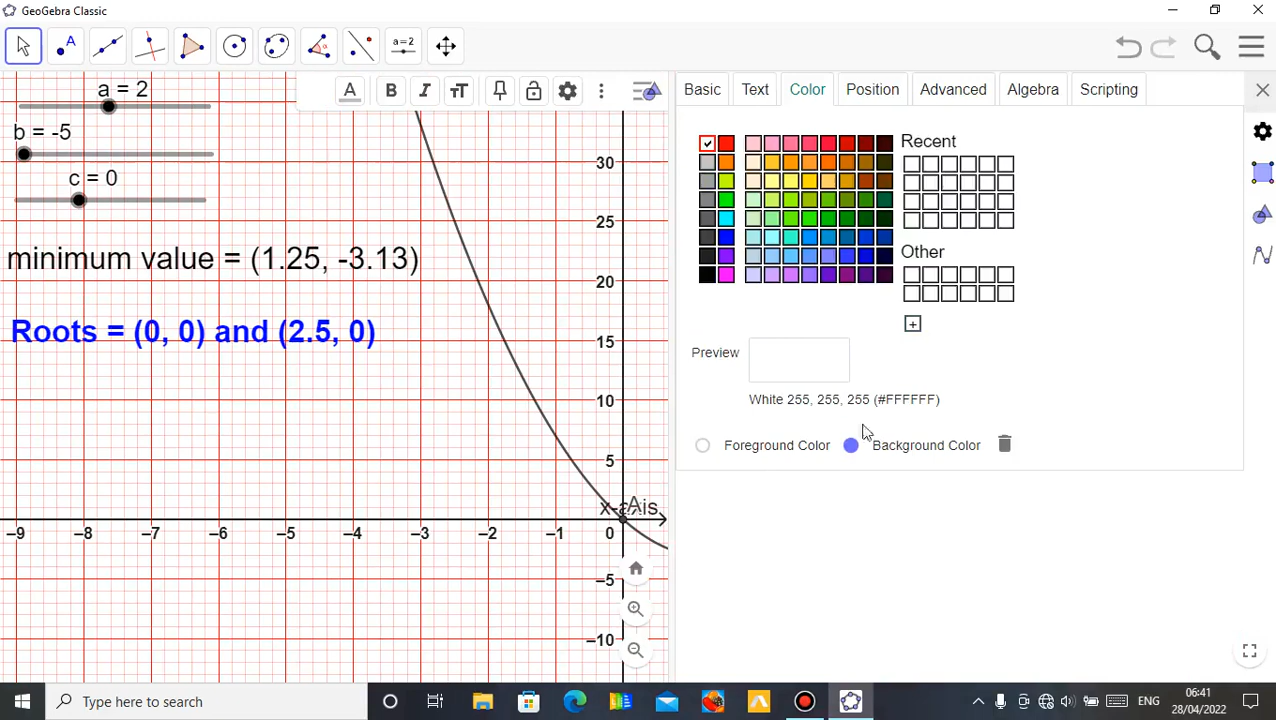 GeoGebra Classic
a = 2
a = 2
b = -5
c = 0
minimum value = (1.25, -3.13)
Roots = (0, 0) and (2.5, 0)
A B I TT
Basic Text Color Position Advanced Algebra Scripting
Recent
Other
+
Preview
White 255, 255, 255 (#FFFFFF)
Foreground Color Background Color
30
25
20
15
10
5
x-axis
A
–9 –8 –7 –6 –5 –4 –3 –2 –1 0
–5
–10
Type here to search
ENG
06:41
28/04/2022